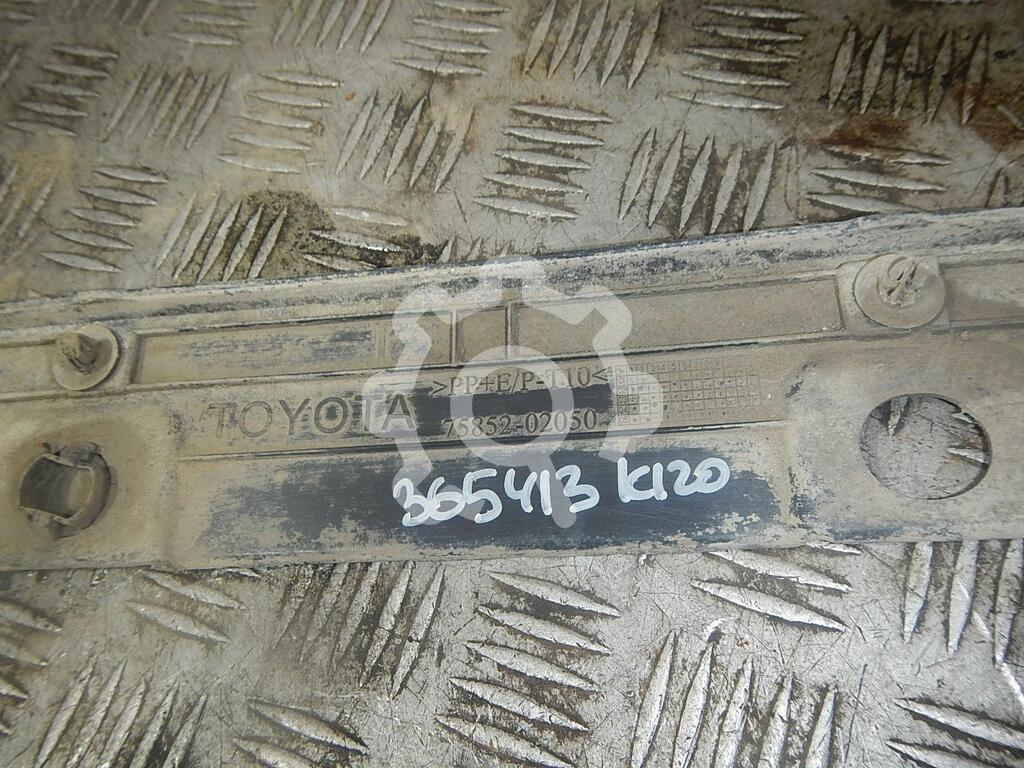 >PP+E/P-T10<
TOYOTA
75852-02050
365413 K120